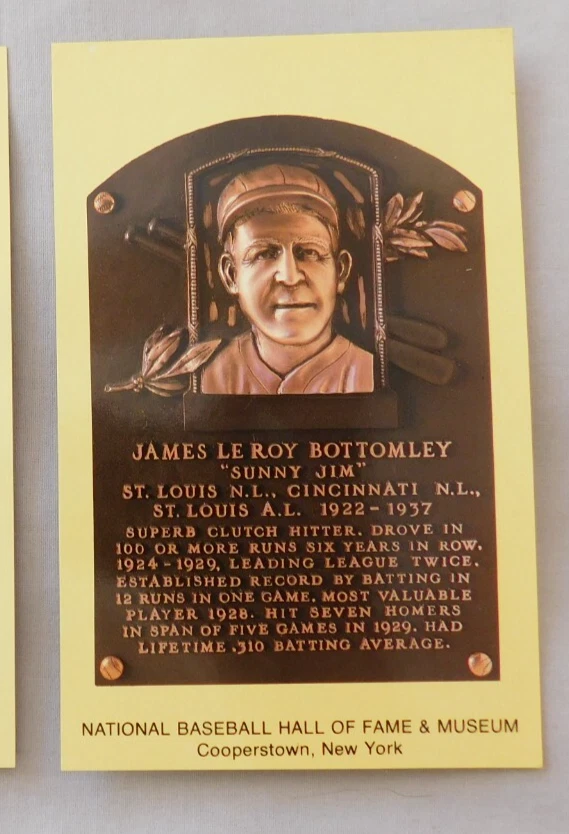 JAMES LE ROY BOTTOMLEY
"SUNNY JIM"
ST. LOUIS N.L., CINCINNATI N.L.,
ST. LOUIS A.L. 1922-1937
SUPERB CLUTCH HITTER. DROVE IN
100 OR MORE RUNS SIX YEARS IN ROW,
1924-1929, LEADING LEAGUE TWICE.
ESTABLISHED RECORD BY BATTING IN
12 RUNS IN ONE GAME. MOST VALUABLE
PLAYER 1928. HIT SEVEN HOMERS
IN SPAN OF FIVE GAMES IN 1929. HAD
LIFETIME .310 BATTING AVERAGE.
NATIONAL BASEBALL HALL OF FAME & MUSEUM
Cooperstown, New York